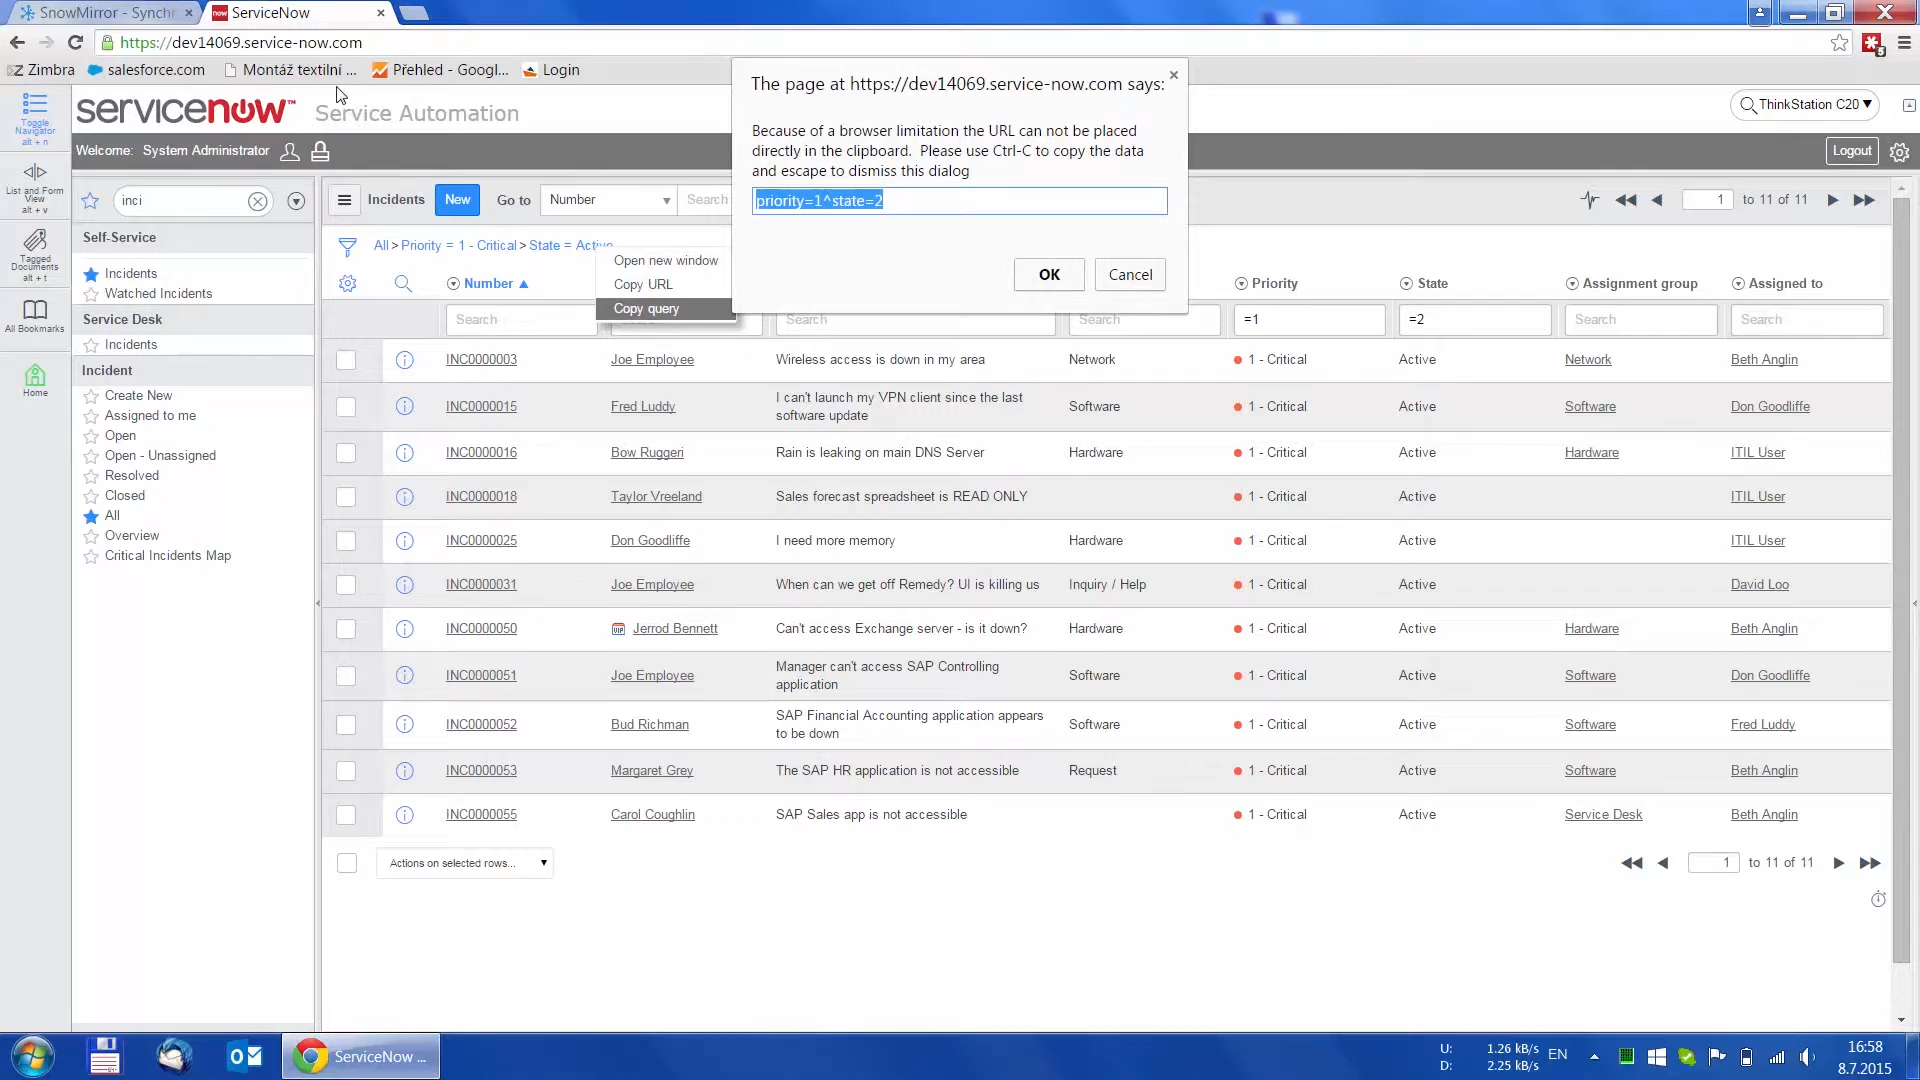 SnowMirror - Synchr
ServiceNow
https://dev14069.service-now.com
Zimbra
salesforce.com
Montáž textilní ...
Přehled - Googl...
Login
The page at https://dev14069.service-now.com says:
Because of a browser limitation the URL can not be placed
directly in the clipboard. Please use Ctrl-C to copy the data
and escape to dismiss this dialog
priority=1^state=2
OK
Cancel
servicenow™
Service Automation
ThinkStation C20
Welcome: System Administrator
Logout
Toggle
Navigator
alt + n
List and Form
View
alt + v
Tagged
Documents
alt + t
All Bookmarks
Home
inci
Self-Service
Incidents
Watched Incidents
Service Desk
Incidents
Incident
Create New
Assigned to me
Open
Open - Unassigned
Resolved
Closed
All
Overview
Critical Incidents Map
Incidents
New
Go to
Number
Search
1 to 11 of 11
All > Priority = 1 - Critical > State = Active
Open new window
Copy URL
Copy query
Number
Priority
State
Assignment group
Assigned to
Search
Search
Search
=1
=2
Search
Search
INC0000003 Joe Employee Wireless access is down in my area Network 1 - Critical Active Network Beth Anglin
INC0000015 Fred Luddy I can't launch my VPN client since the last
software update Software 1 - Critical Active Software Don Goodliffe
INC0000016 Bow Ruggeri Rain is leaking on main DNS Server Hardware 1 - Critical Active Hardware ITIL User
INC0000018 Taylor Vreeland Sales forecast spreadsheet is READ ONLY 1 - Critical Active ITIL User
INC0000025 Don Goodliffe I need more memory Hardware 1 - Critical Active ITIL User
INC0000031 Joe Employee When can we get off Remedy? UI is killing us Inquiry / Help 1 - Critical Active David Loo
INC0000050 VIP Jerrod Bennett Can't access Exchange server - is it down? Hardware 1 - Critical Active Hardware Beth Anglin
INC0000051 Joe Employee Manager can't access SAP Controlling
application Software 1 - Critical Active Software Don Goodliffe
INC0000052 Bud Richman SAP Financial Accounting application appears
to be down Software 1 - Critical Active Software Fred Luddy
INC0000053 Margaret Grey The SAP HR application is not accessible Request 1 - Critical Active Software Beth Anglin
INC0000055 Carol Coughlin SAP Sales app is not accessible 1 - Critical Active Service Desk Beth Anglin
Actions on selected rows...
1 to 11 of 11
ServiceNow ...
U: 1.26 kB/s
D: 2.25 kB/s
EN
16:58
8.7.2015